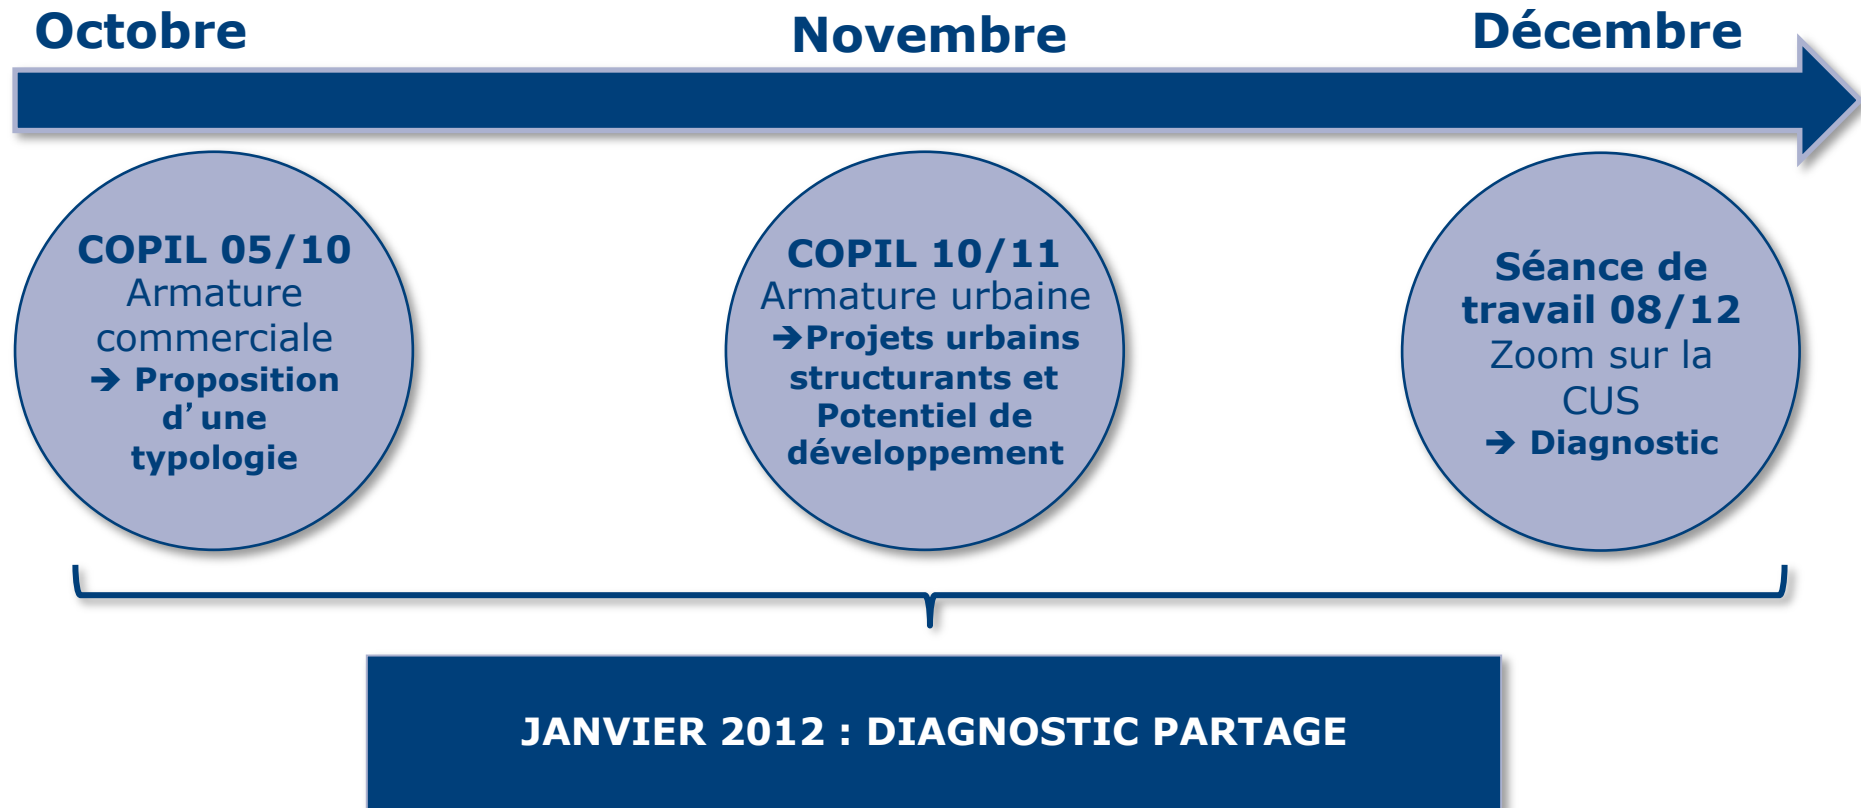 Octobre
Novembre
Décembre
COPIL 05/10
Armature
commerciale
➔ Proposition
d’une
typologie
COPIL 10/11
Armature urbaine
➔Projets urbains
structurants et
Potentiel de
développement
Séance de
travail 08/12
Zoom sur la
CUS
➔ Diagnostic
JANVIER 2012 : DIAGNOSTIC PARTAGE